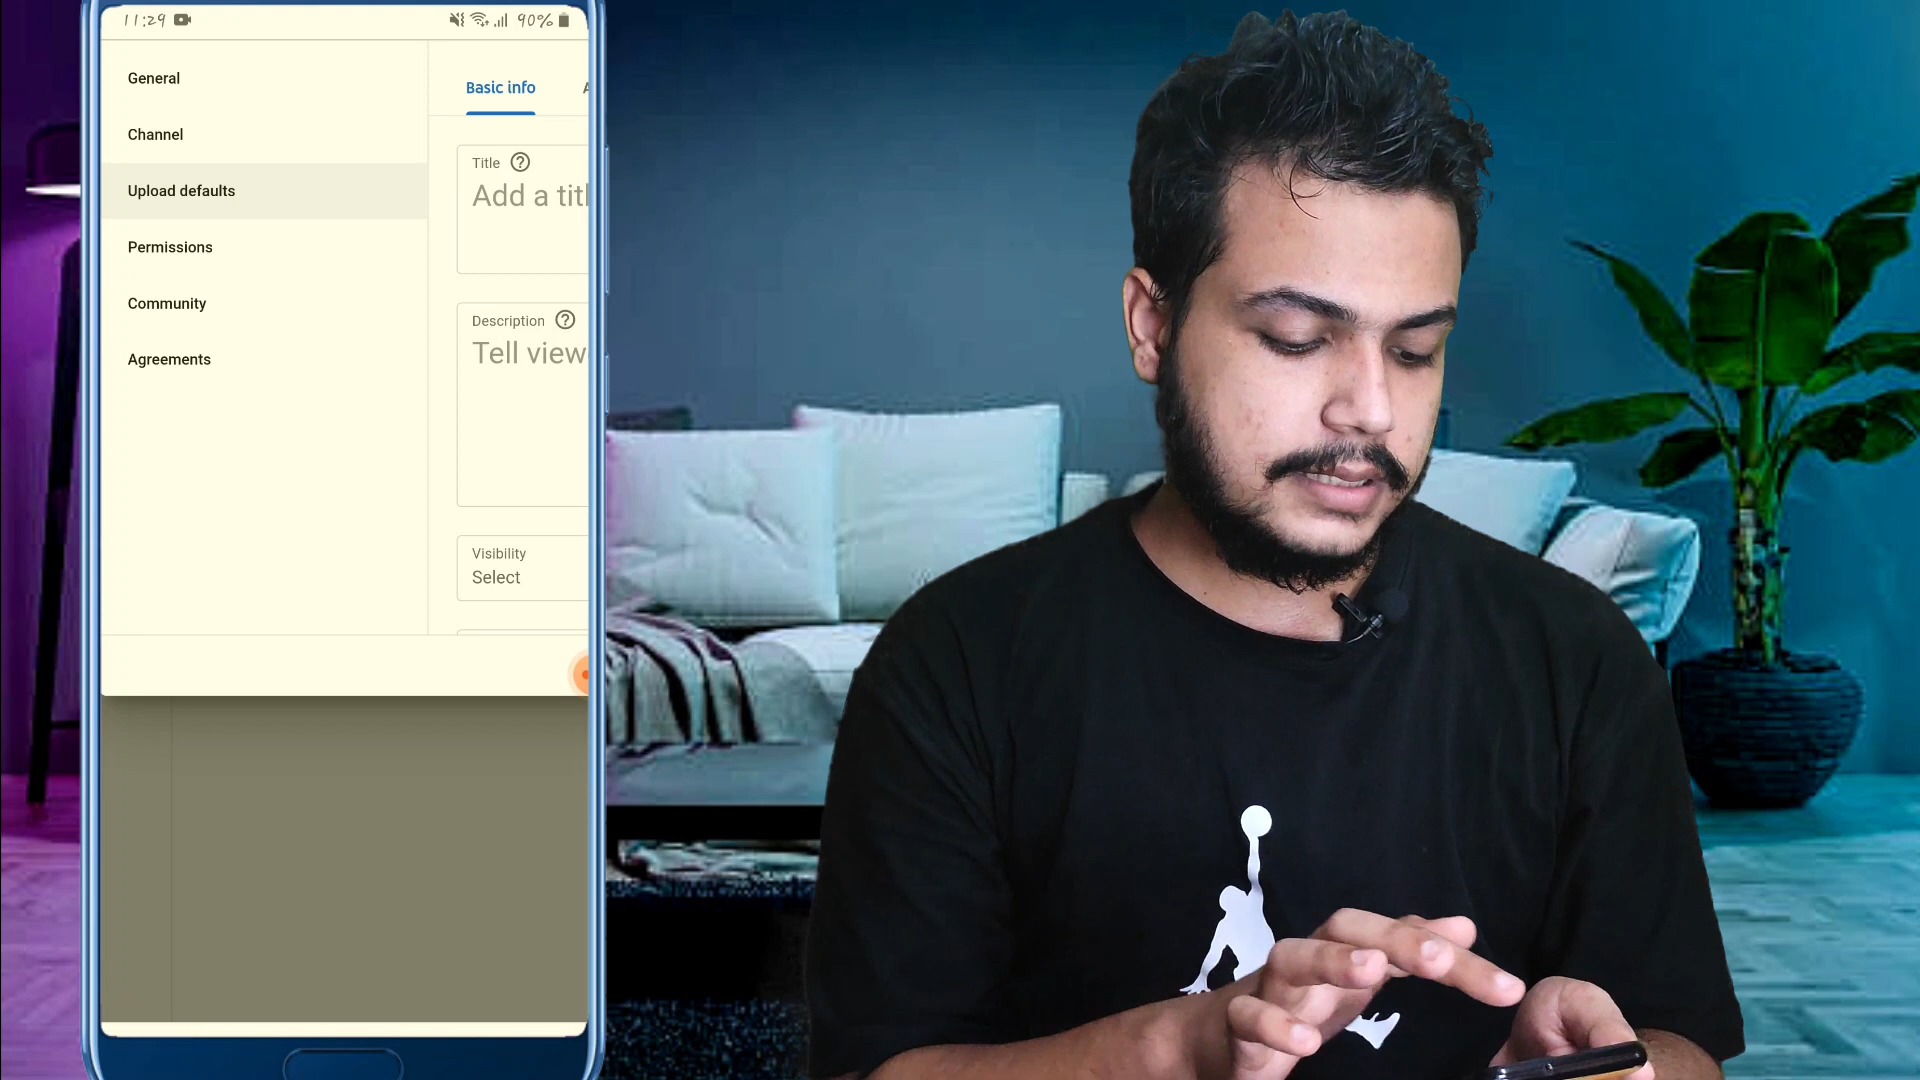 11:29 90%
General
Channel
Upload defaults
Permissions
Community
Agreements
Basic info A
Title
Add a titl
Description
Tell view
Visibility
Select